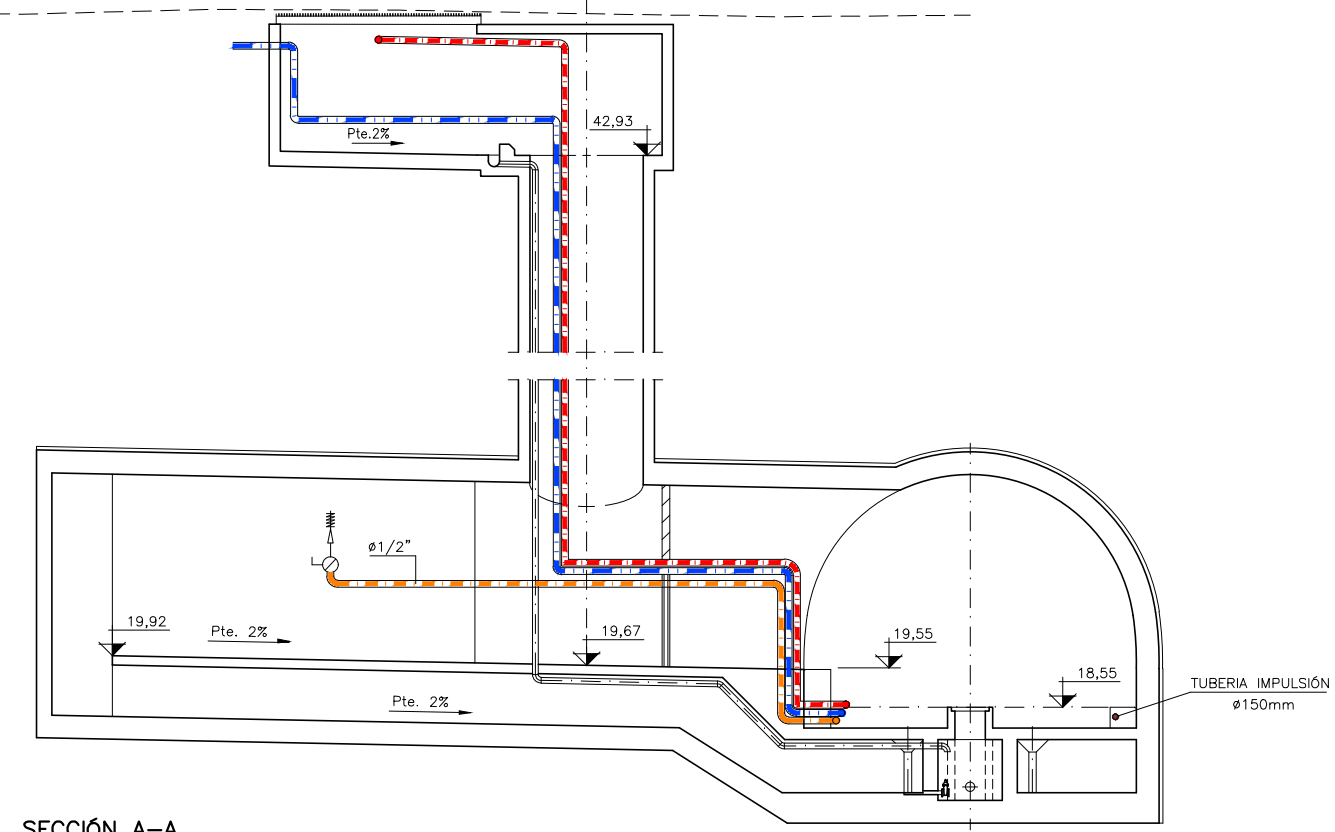 42,93
Pte.2%
ø1/2"
19,92
Pte. 2%
19,67
19,55
18,55
TUBERIA IMPULSIÓN
ø150mm
Pte. 2%
SECCIÓN A-A